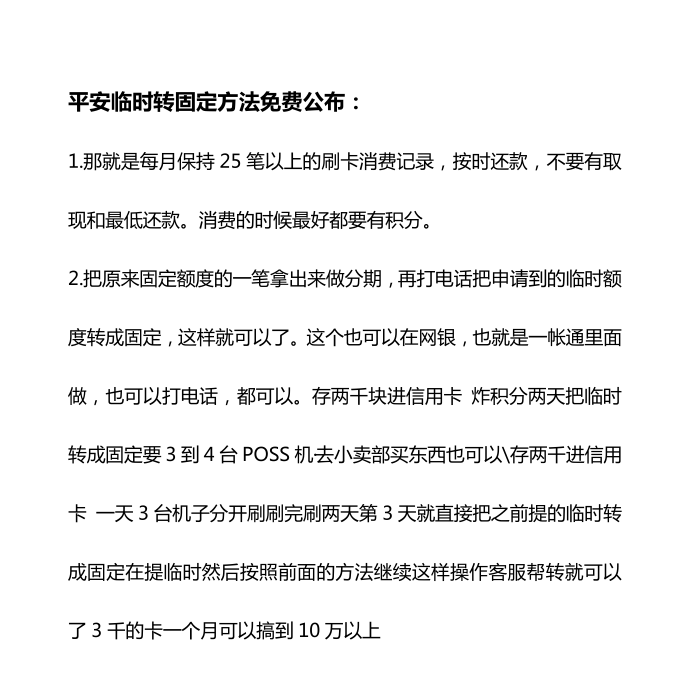 平安临时转固定方法免费公布：
1.那就是每月保持 25 笔以上的刷卡消费记录，按时还款，不要有取
现和最低还款。消费的时候最好都要有积分。
2.把原来固定额度的一笔拿出来做分期，再打电话把申请到的临时额
度转成固定，这样就可以了。这个也可以在网银，也就是一帐通里面
做，也可以打电话，都可以。存两千块进信用卡 炸积分两天把临时
转成固定要 3 到 4 台 POSS 机·去小卖部买东西也可以\存两千进信用
卡 一天 3 台机子分开刷刷完刷两天第 3 天就直接把之前提的临时转
成固定在提临时然后按照前面的方法继续这样操作客服帮转就可以
了 3 千的卡一个月可以搞到 10 万以上